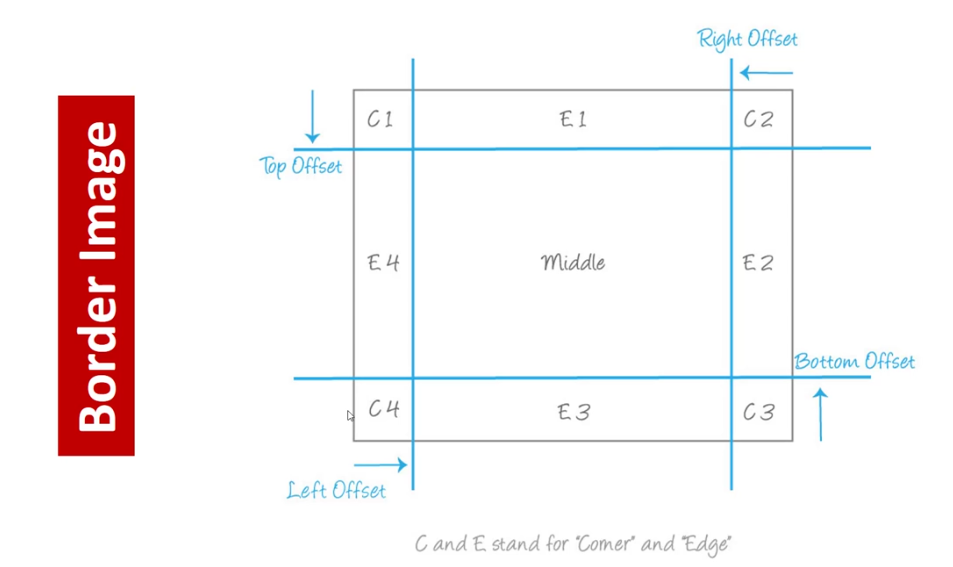 Border Image
Right Offset
C1 E1 C2
Top Offset
E4 Middle E2
Bottom Offset
C4 E3 C3
Left Offset
C and E stand for "Corner" and "Edge"